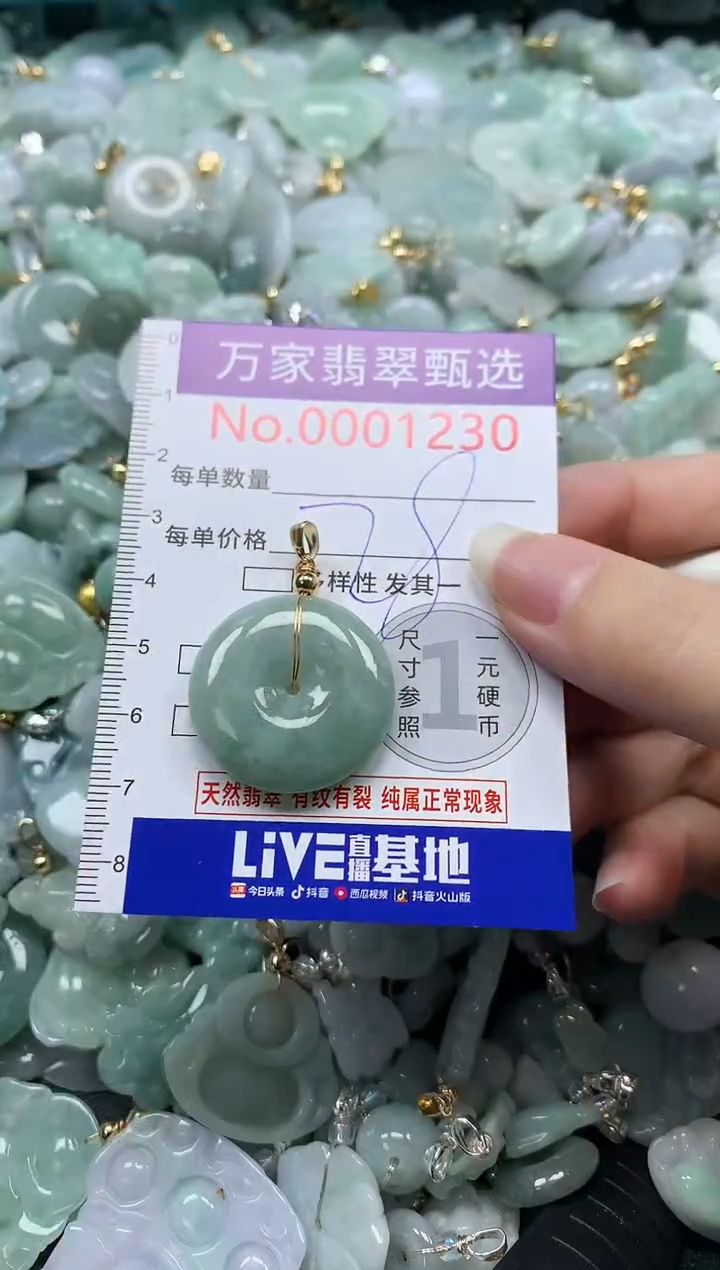 万家翡翠甄选
No.0001230
每单数量
每单价格
28
样性 发其一
尺寸参照
1
一元硬币
天然翡翠 有纹有裂 纯属正常现象
LiVE直播基地
头条 今日头条 抖音 西瓜视频 抖音火山版
0
1
2
3
4
5
6
7
8